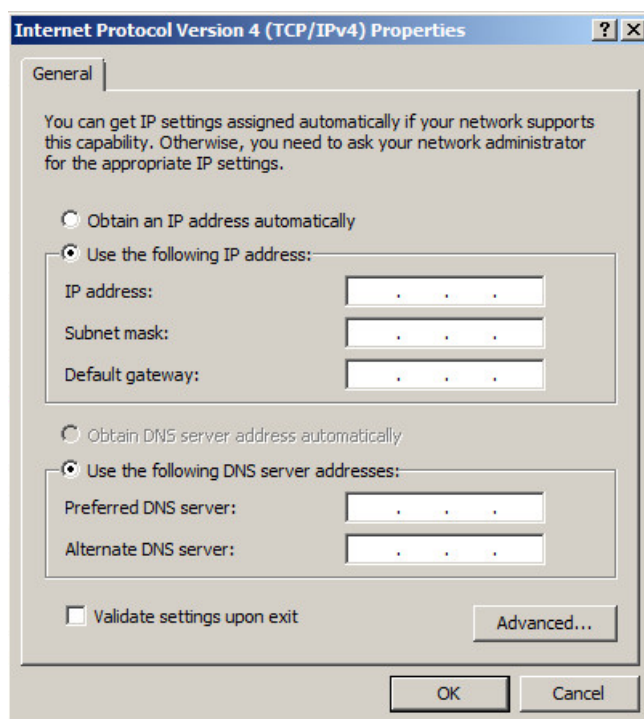 Internet Protocol Version 4 (TCP/IPv4) Properties
General
You can get IP settings assigned automatically if your network supports
this capability. Otherwise, you need to ask your network administrator
for the appropriate IP settings.
Obtain an IP address automatically
Use the following IP address:
IP address:
Subnet mask:
Default gateway:
Obtain DNS server address automatically
Use the following DNS server addresses:
Preferred DNS server:
Alternate DNS server:
Validate settings upon exit
Advanced...
OK Cancel